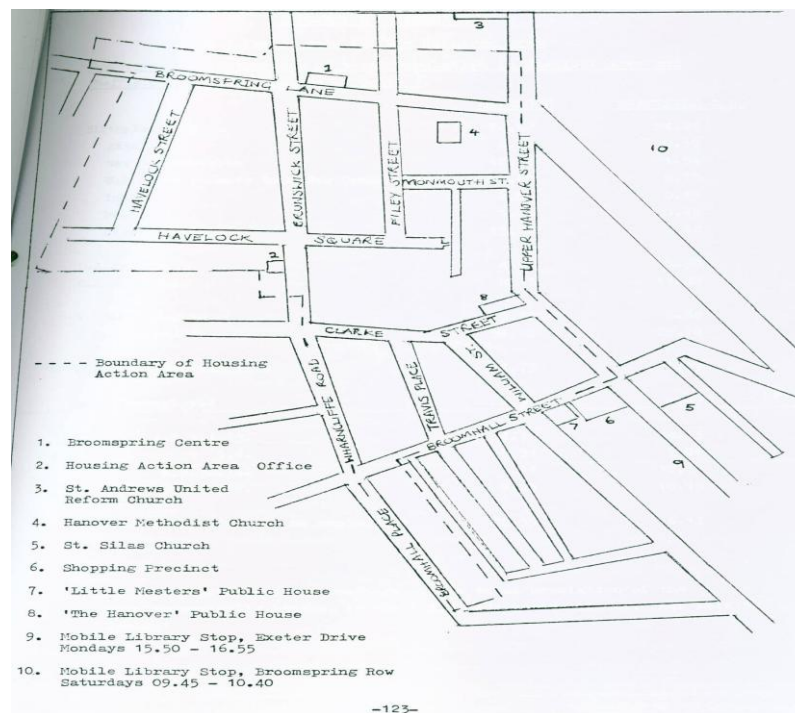 3
1
BROOMSPRING LANE
4
10
HAVELOCK STREET
BRUNSWICK STREET
PILEY STREET
MONMOUTH ST.
UPPER HANOVER STREET
HAVELOCK SQUARE
2
8
CLARKE STREET
- - - - Boundary of Housing
Action Area
WHARNCLIFFE ROAD
TRAVIS PLACE
WILLIAM ST.
BROOMHALL STREET
7
6
5
9
BROOMHALL PLACE
1. Broomspring Centre
2. Housing Action Area Office
3. St. Andrews United
Reform Church
4. Hanover Methodist Church
5. St. Silas Church
6. Shopping Precinct
7. 'Little Mesters' Public House
8. 'The Hanover' Public House
9. Mobile Library Stop, Exeter Drive
Mondays 15.50 - 16.55
10. Mobile Library Stop, Broomspring Row
Saturdays 09.45 - 10.40
-123-